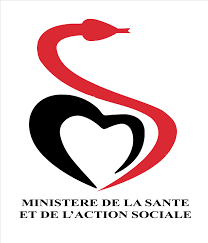 MINISTERE DE LA SANTE
ET DE L'ACTION SOCIALE